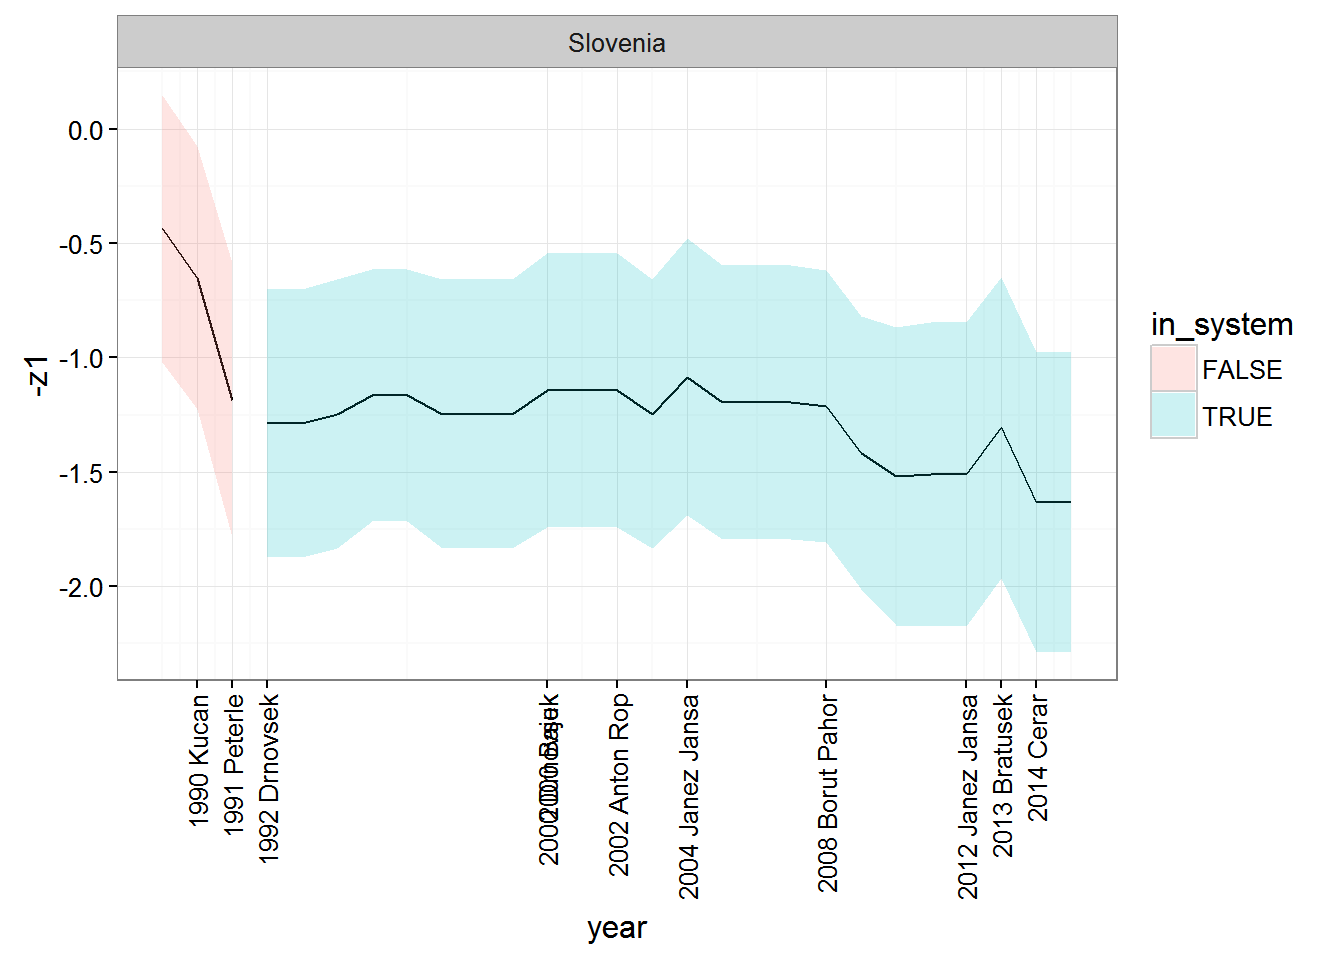 Slovenia
0.0
-0.5
-1.0
-1.5
-2.0
-z1
1990 Kucan
1991 Peterle
1992 Drnovsek
2000
2002 Anton Rop
2004 Janez Jansa
2008 Borut Pahor
2012 Janez Jansa
2013 Bratusek
2014 Cerar
year
in_system
FALSE
TRUE